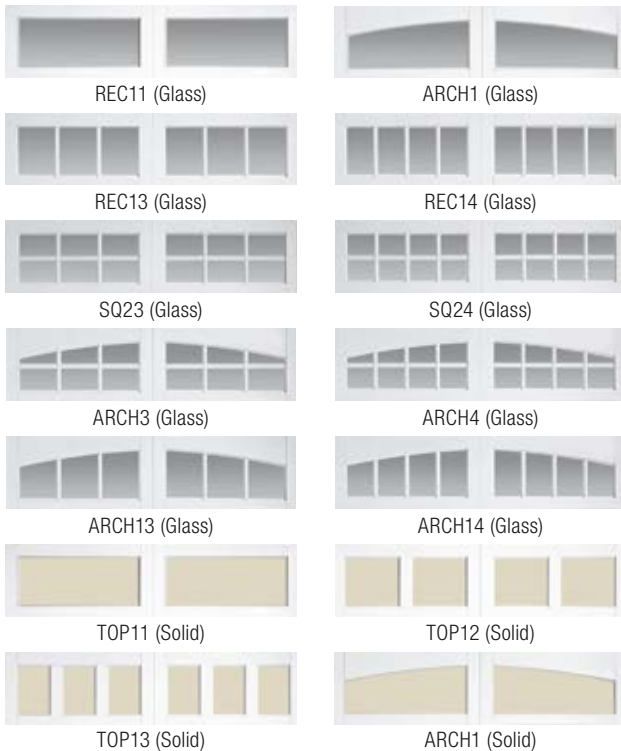 REC11 (Glass)
ARCH1 (Glass)
REC13 (Glass)
REC14 (Glass)
SQ23 (Glass)
SQ24 (Glass)
ARCH3 (Glass)
ARCH4 (Glass)
ARCH13 (Glass)
ARCH14 (Glass)
TOP11 (Solid)
TOP12 (Solid)
TOP13 (Solid)
ARCH1 (Solid)